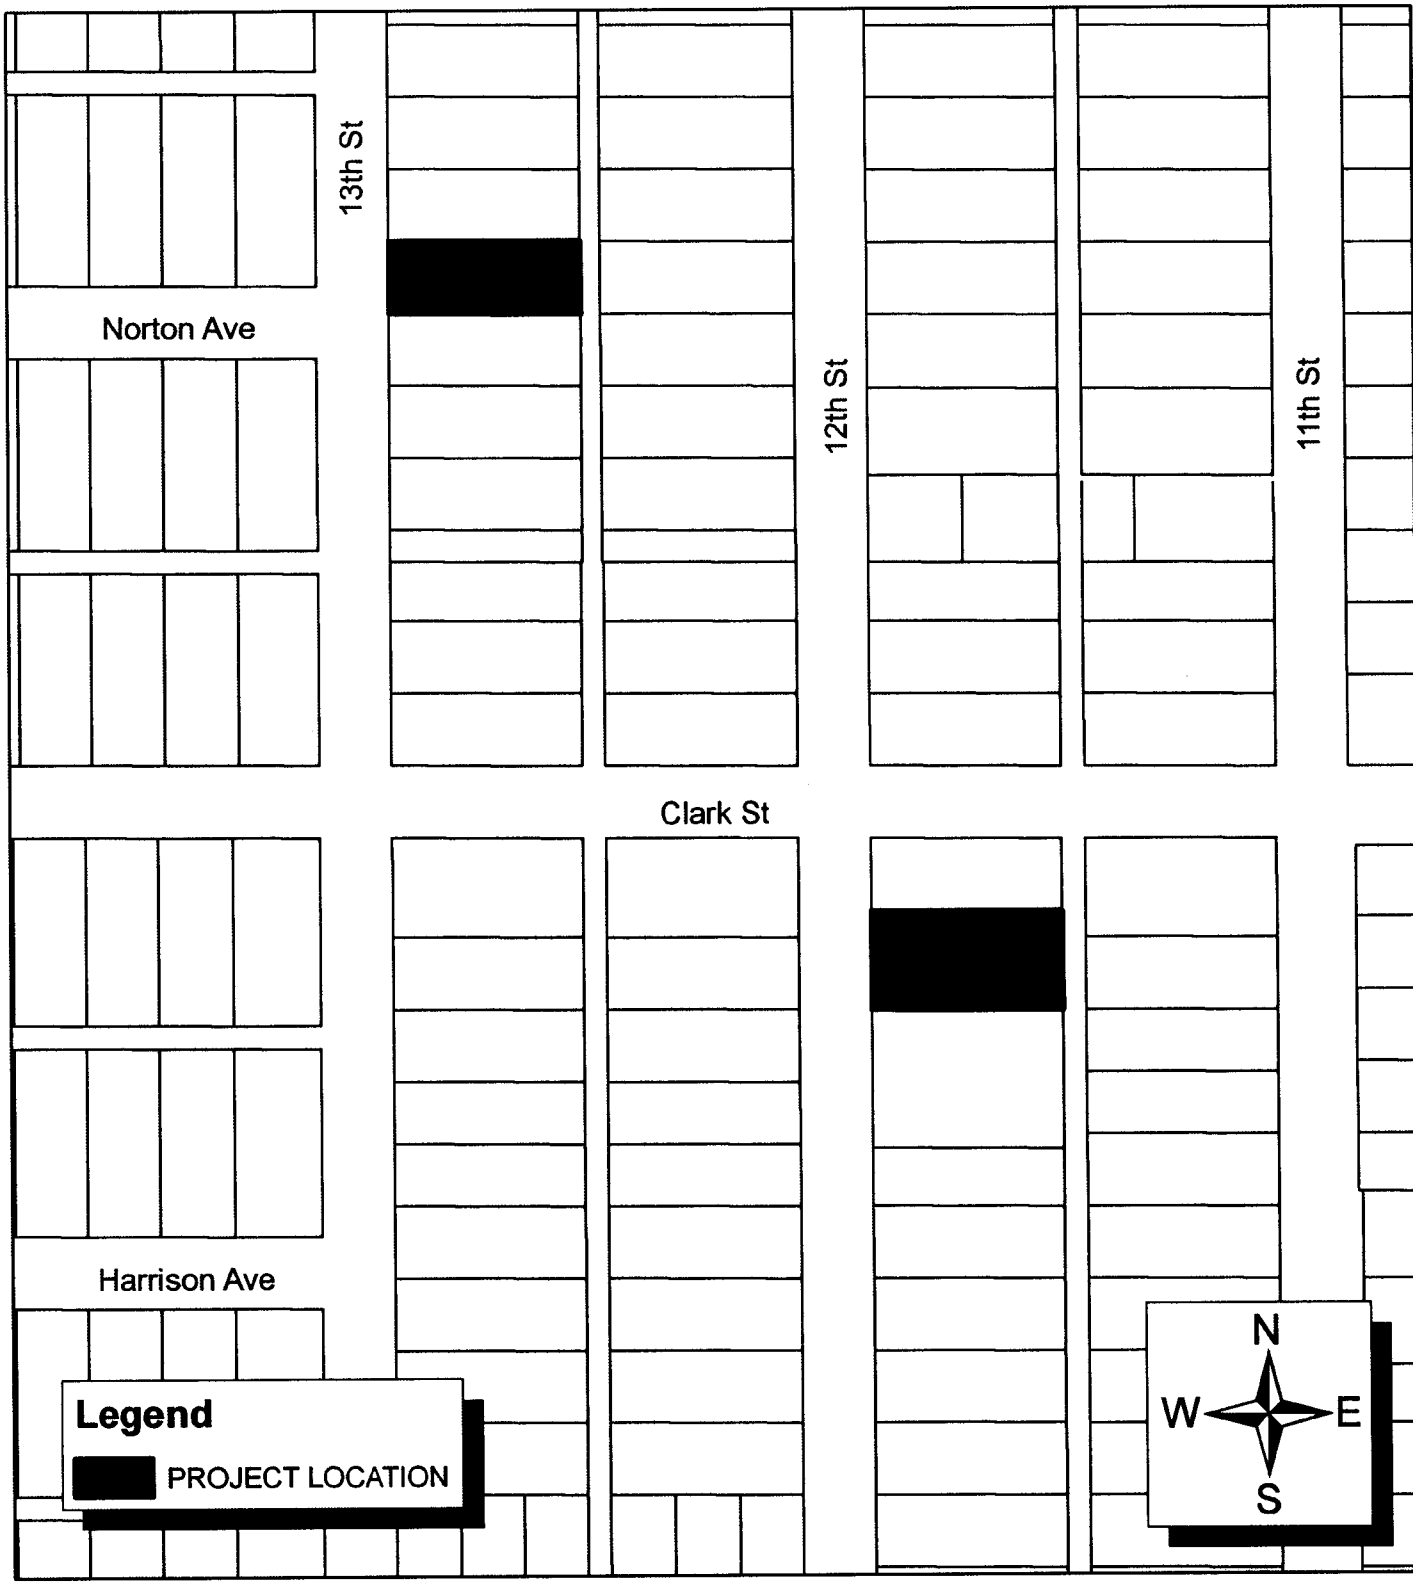 13th St
Norton Ave
12th St
11th St
Clark St
Harrison Ave
N
W E
S
Legend
PROJECT LOCATION